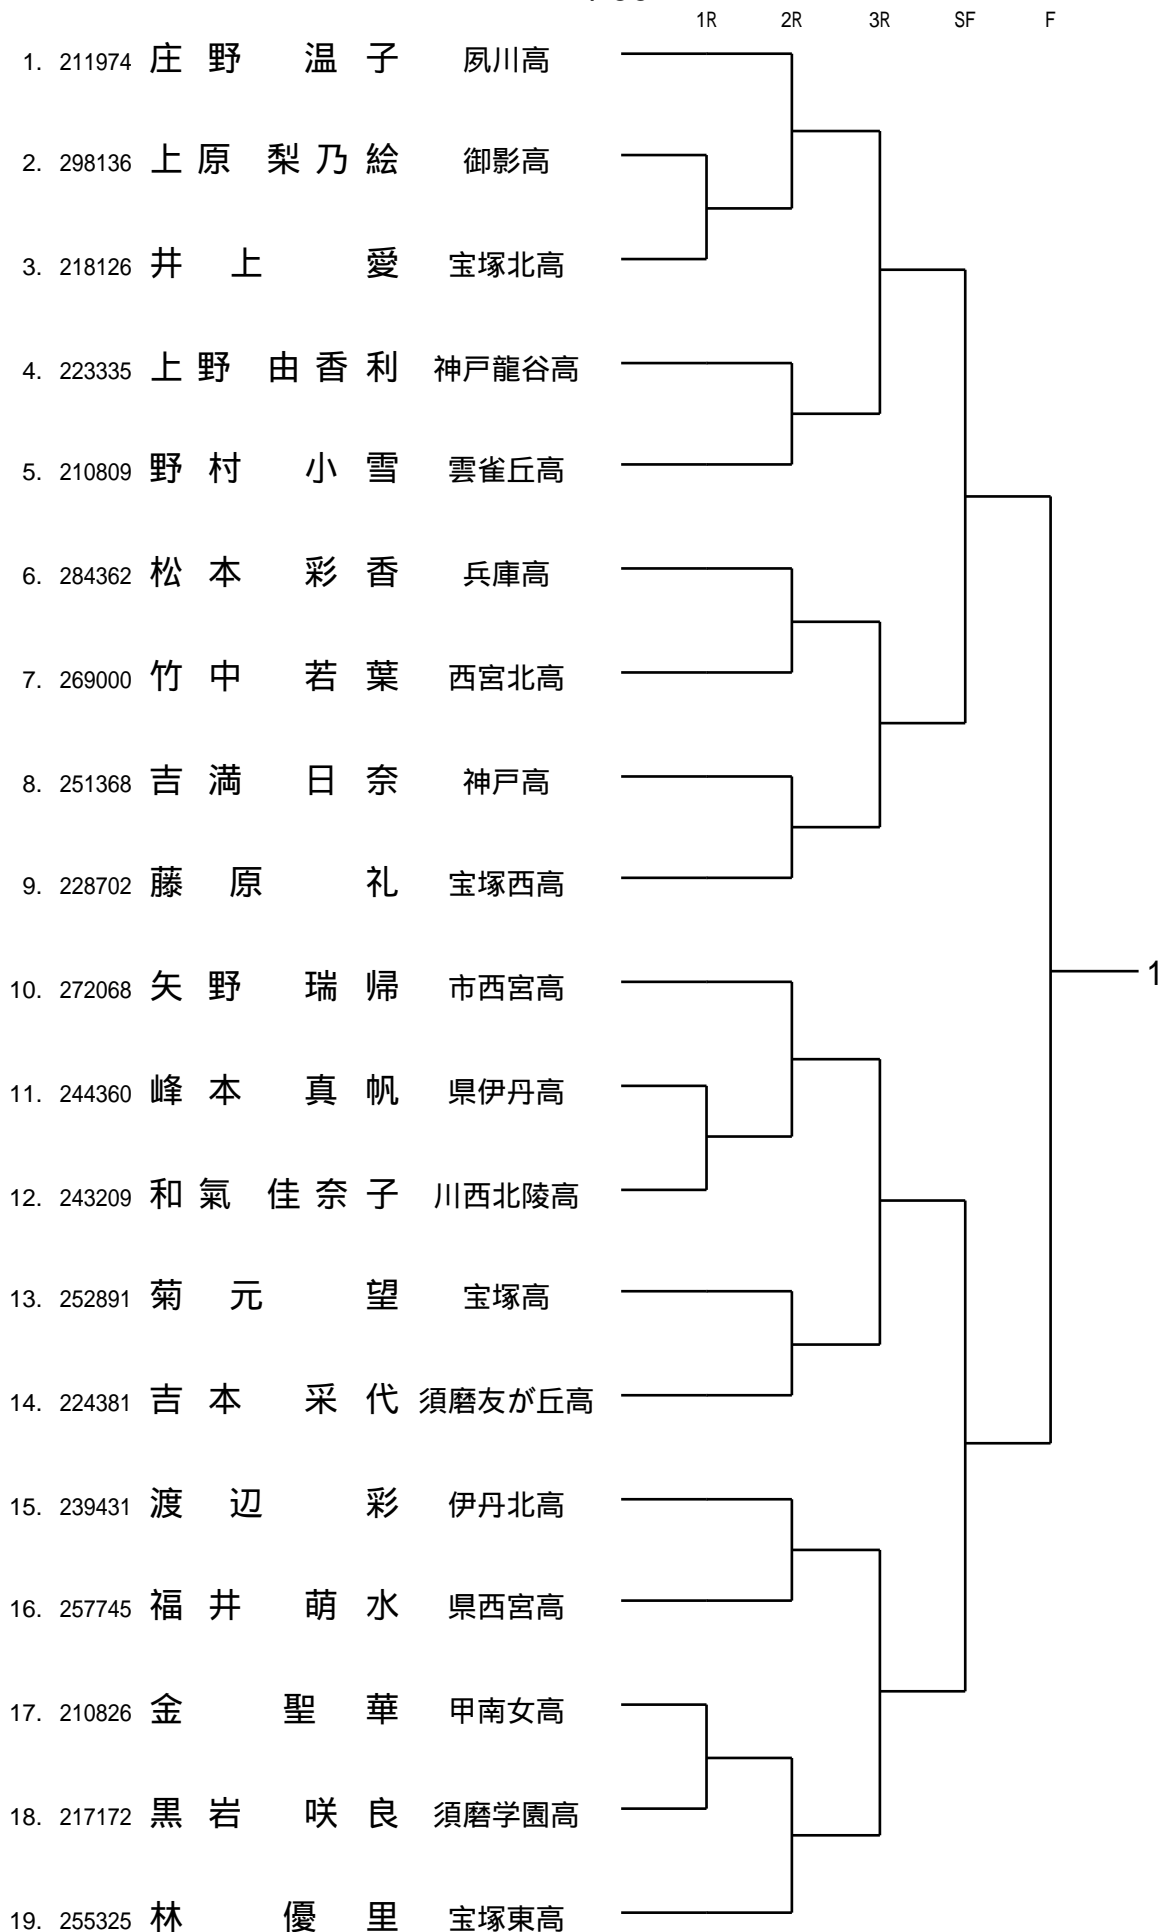 1R 2R 3R SF F
1. 211974 庄野 温子 夙川高
2. 298136 上原 梨乃絵 御影高
3. 218126 井上 愛 宝塚北高
4. 223335 上野 由香利 神戸龍谷高
5. 210809 野村 小雪 雲雀丘高
6. 284362 松本 彩香 兵庫高
7. 269000 竹中 若葉 西宮北高
8. 251368 吉満 日奈 神戸高
9. 228702 藤原 礼 宝塚西高
10. 272068 矢野 瑞帰 市西宮高
1
11. 244360 峰本 真帆 県伊丹高
12. 243209 和氣 佳奈子 川西北陵高
13. 252891 菊元 望 宝塚高
14. 224381 吉本 采代 須磨友が丘高
15. 239431 渡辺 彩 伊丹北高
16. 257745 福井 萌水 県西宮高
17. 210826 金 聖華 甲南女高
18. 217172 黒岩 咲良 須磨学園高
19. 255325 林 優里 宝塚東高